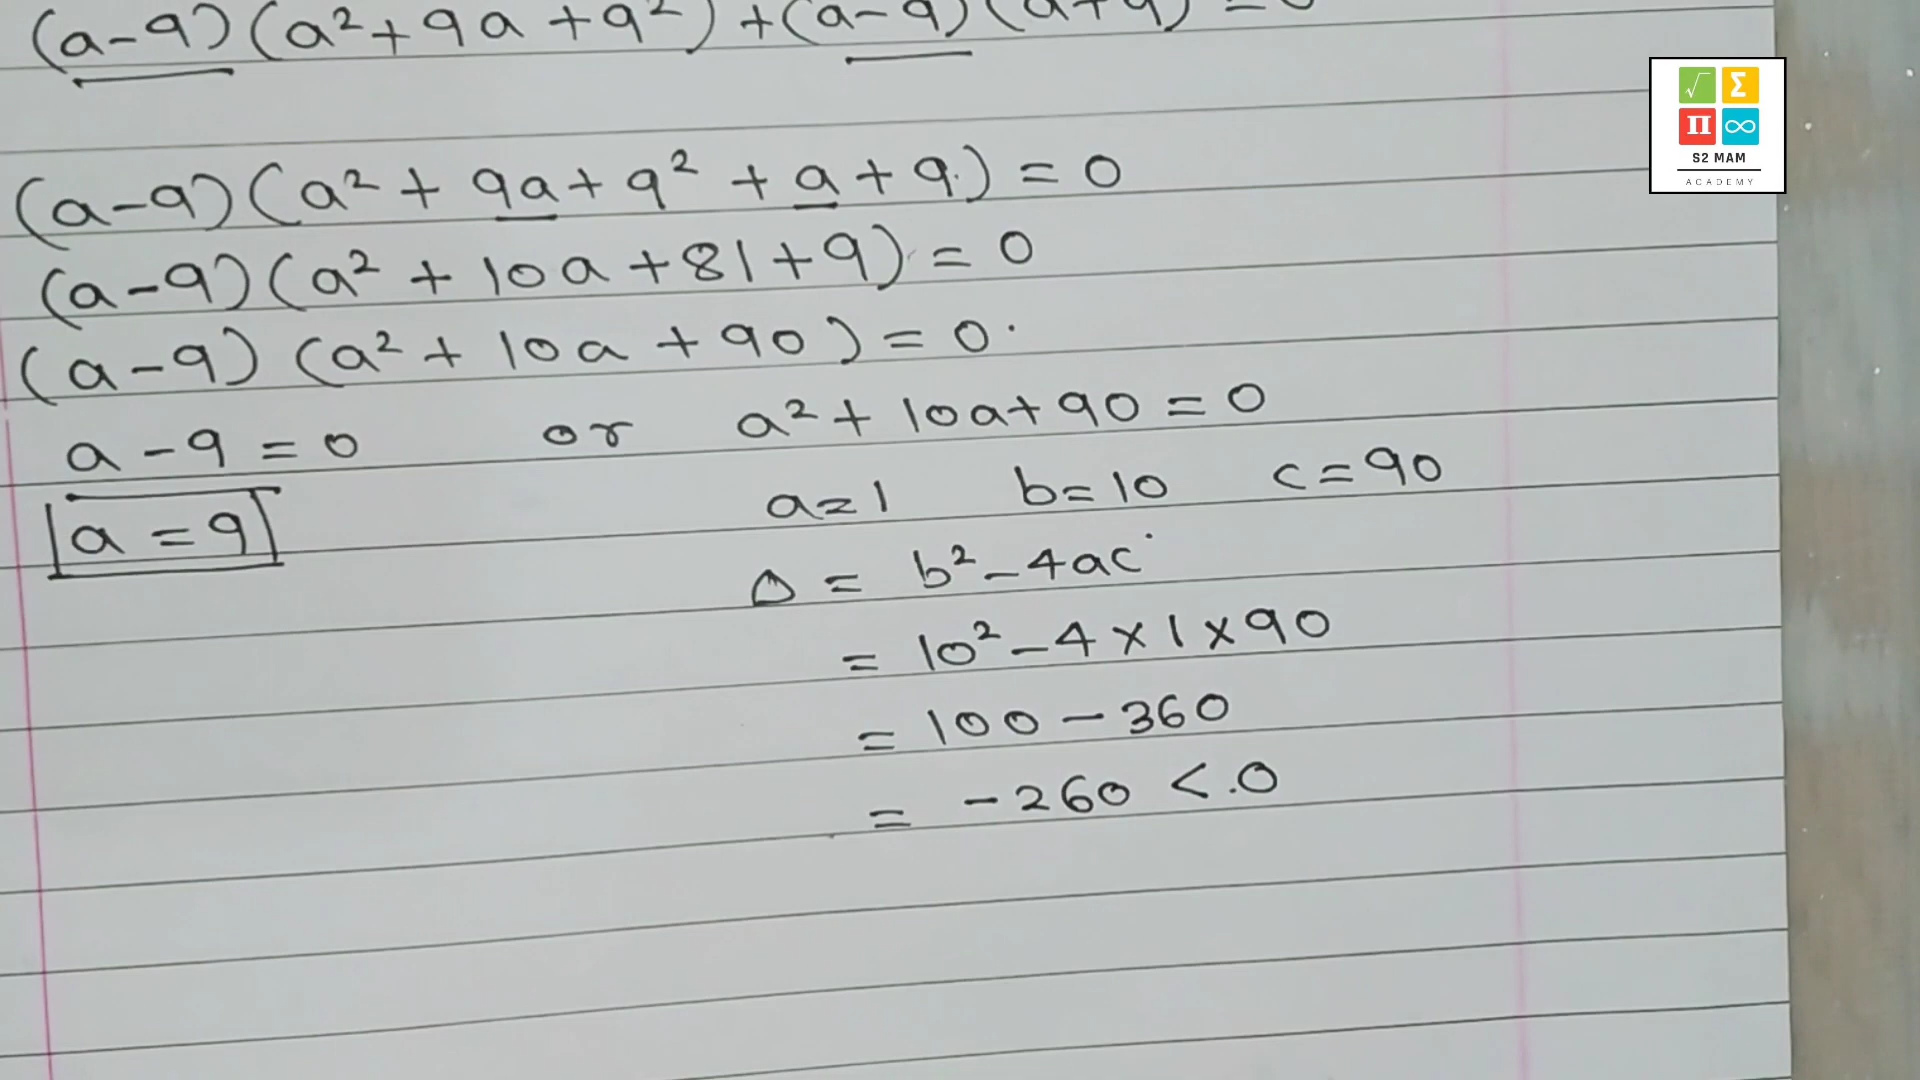 (a-9)(a²+9a+9²)+(a-9)(a+9)=0
(a-9)(a²+9a+9²+a+9)=0
(a-9)(a²+10a+81+9)=0
(a-9)(a²+10a+90)=0
a-9=0 or a²+10a+90=0
a=9
a=1 b=10 c=90
Δ = b²-4ac
= 10²-4×1×90
= 100-360
= -260 < 0
√ Σ
Π ∞
S2 MAM
ACADEMY